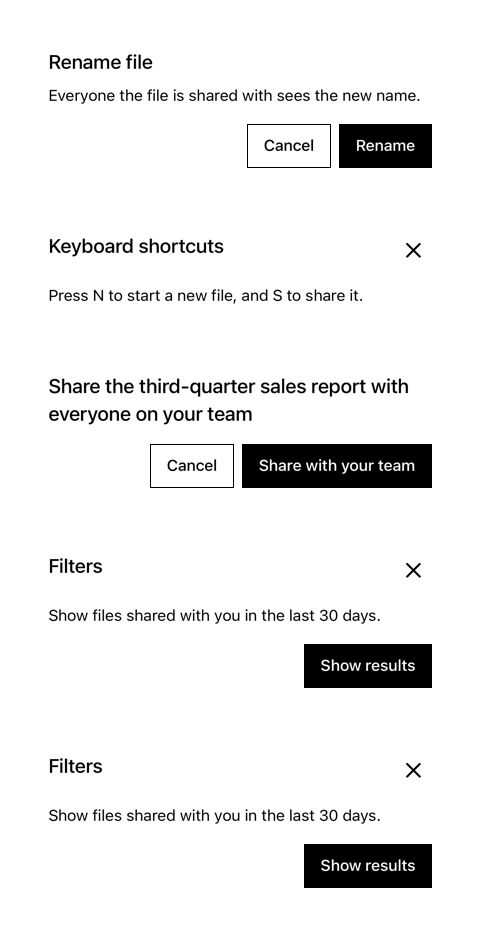 Rename file
Everyone the file is shared with sees the new name.
Cancel
Rename
Keyboard shortcuts
Press N to start a new file, and S to share it.
Share the third-quarter sales report with
everyone on your team
Cancel
Share with your team
Filters
Show files shared with you in the last 30 days.
Show results
Filters
Show files shared with you in the last 30 days.
Show results